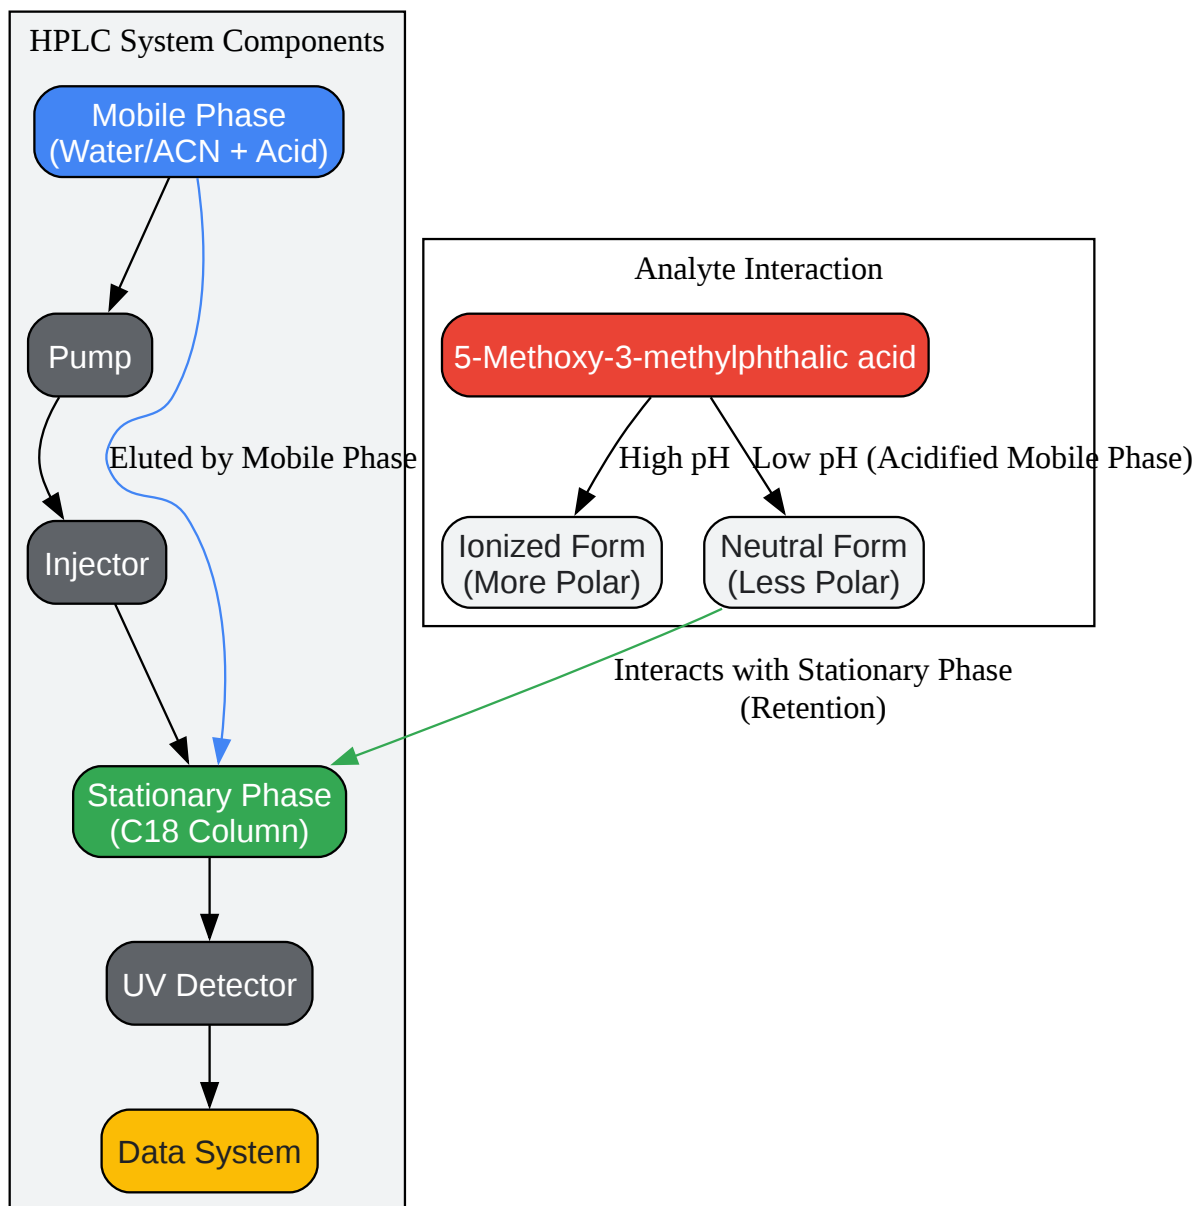 HPLC System Components
Mobile Phase
(Water/ACN + Acid)
Pump
Eluted by Mobile Phase
Injector
Stationary Phase
(C18 Column)
UV Detector
Data System
Analyte Interaction
5-Methoxy-3-methylphthalic acid
High pH
Low pH (Acidified Mobile Phase)
Ionized Form
(More Polar)
Neutral Form
(Less Polar)
Interacts with Stationary Phase
(Retention)